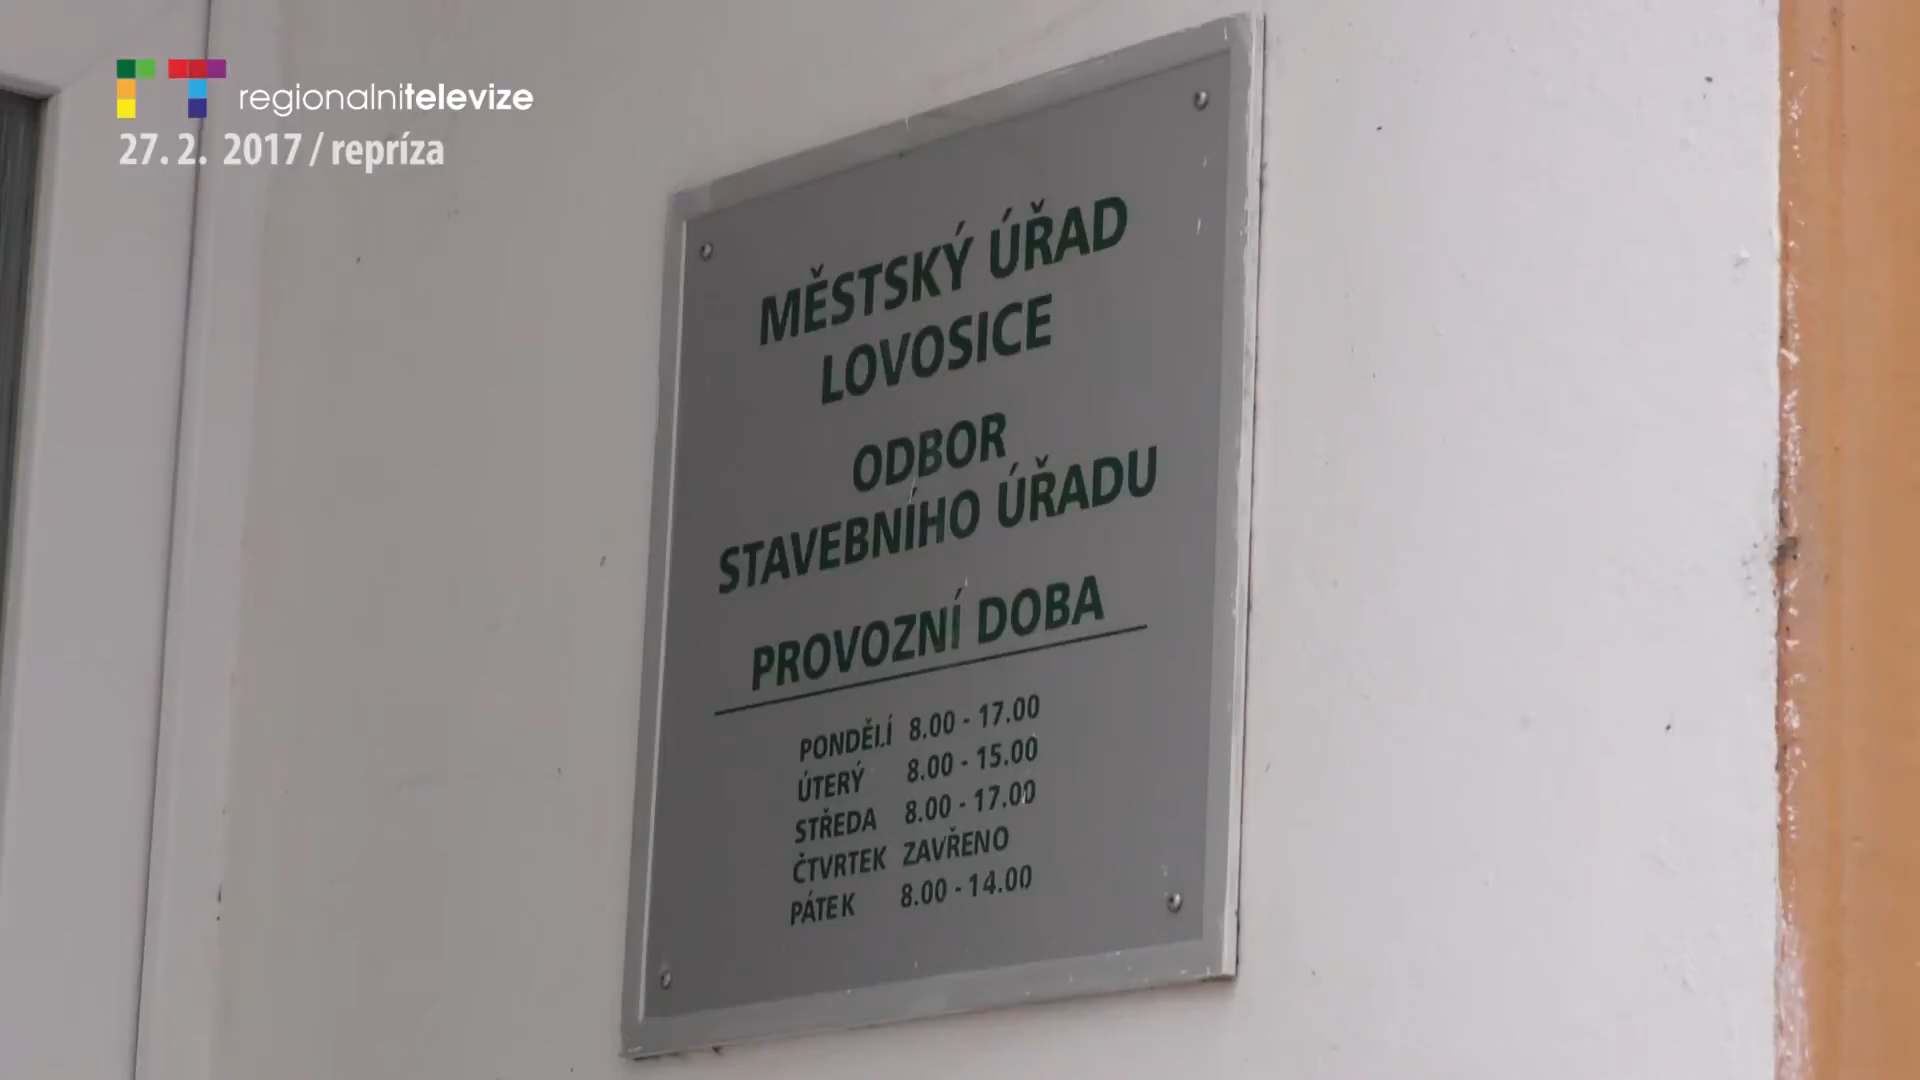 regionalnitelevize
27. 2. 2017 / repríza
MĚSTSKÝ ÚŘAD
LOVOSICE
ODBOR
STAVEBNÍHO ÚŘADU
PROVOZNÍ DOBA
PONDĚLÍ 8.00 - 17.00
ÚTERÝ 8.00 - 15.00
STŘEDA 8.00 - 17.00
ČTVRTEK ZAVŘENO
PÁTEK 8.00 - 14.00